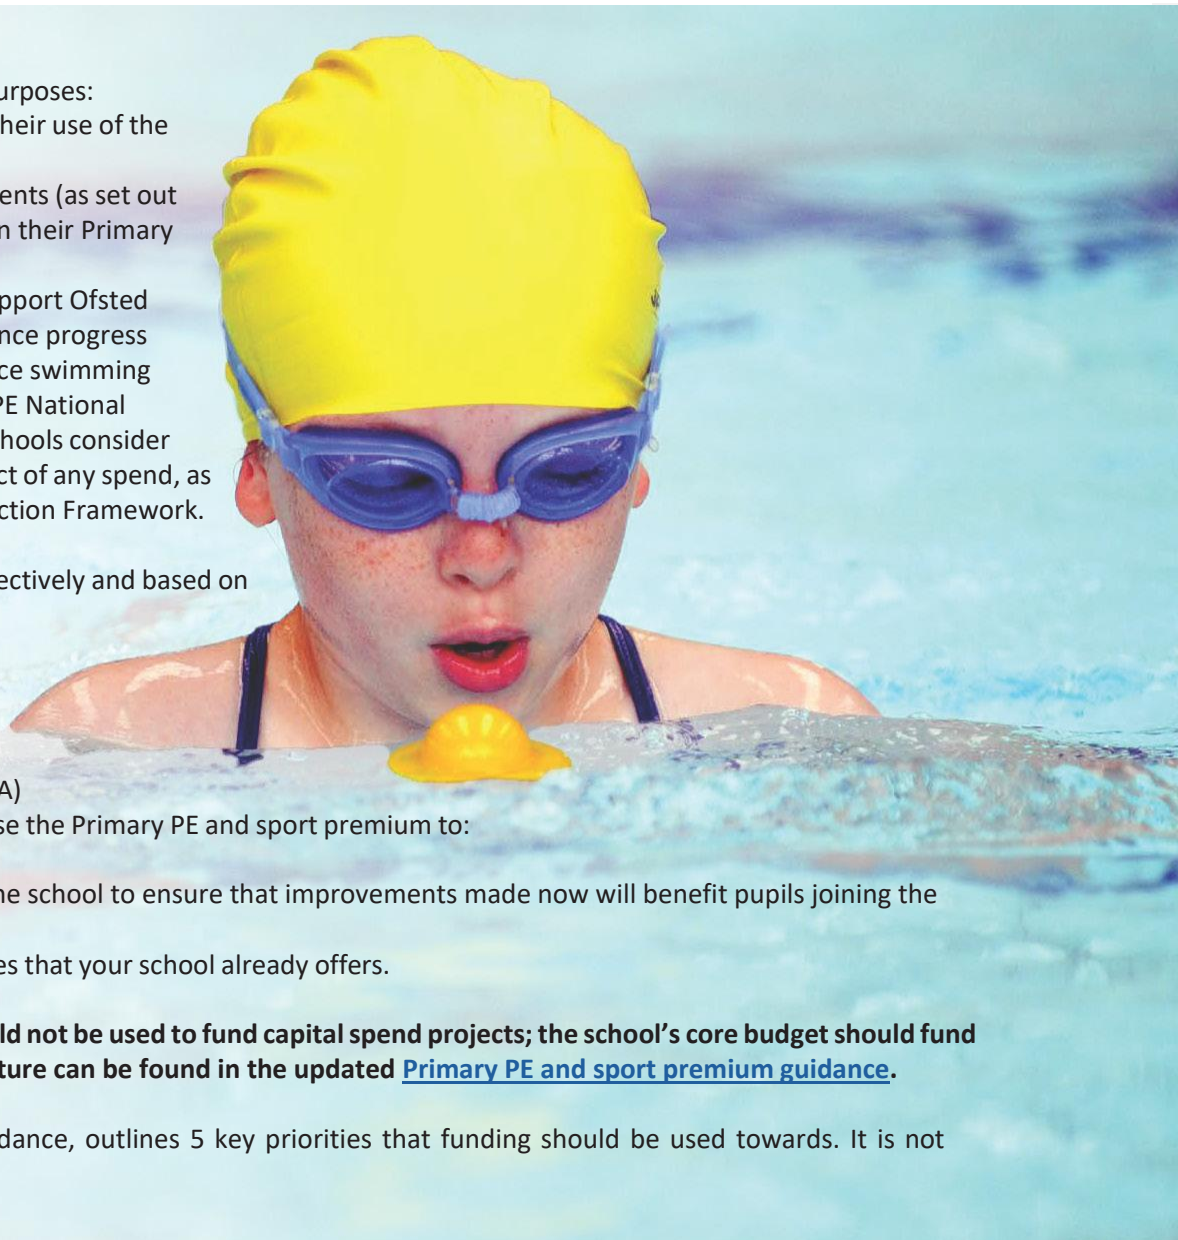 urposes:
heir use of the
ents (as set out
n their Primary
pport Ofsted
nce progress
ce swimming
PE National
hools consider
ct of any spend, as
ction Framework.
ectively and based on
A)
se the Primary PE and sport premium to:
he school to ensure that improvements made now will benefit pupils joining the
es that your school already offers.
ld not be used to fund capital spend projects; the school’s core budget should fund
ture can be found in the updated Primary PE and sport premium guidance.
dance, outlines 5 key priorities that funding should be used towards. It is not